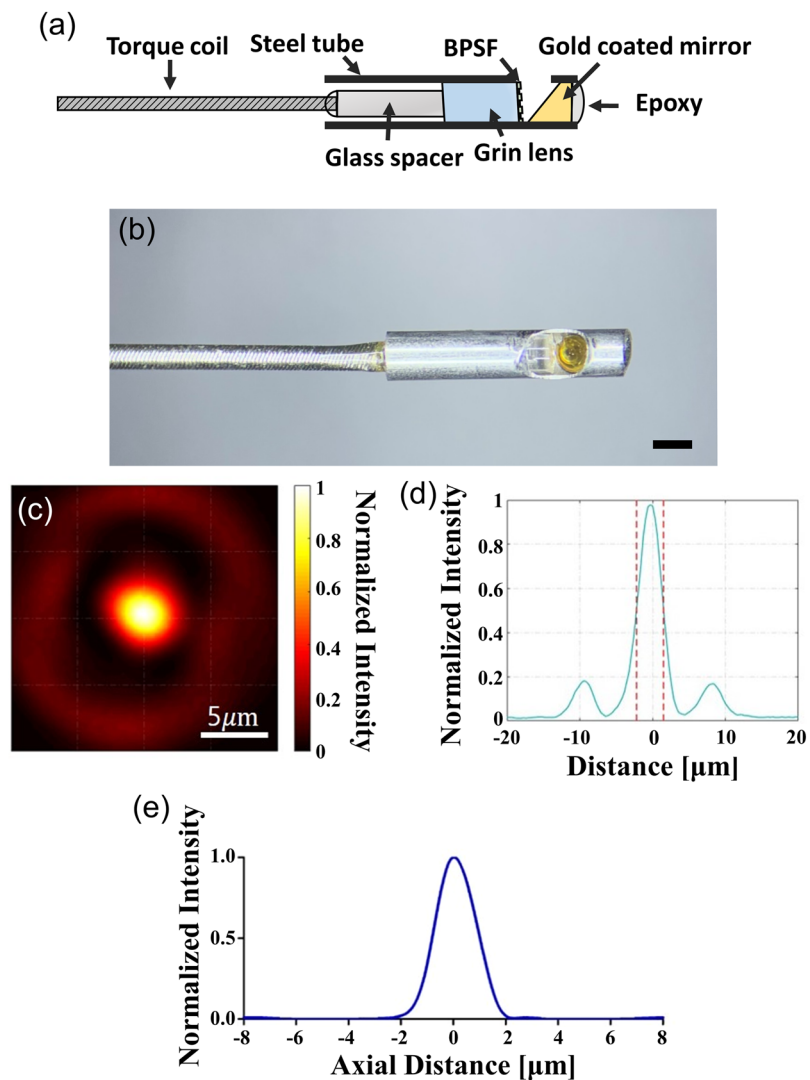 (a)
Torque coil
Steel tube
BPSF
Gold coated mirror
Epoxy
Glass spacer
Grin lens
(b)
(c)
5μm
1
0.8
0.6
0.4
0.2
0
Normalized Intensity
(d)
Normalized Intensity
1
0.8
0.6
0.4
0.2
0
-20 -10 0 10 20
Distance [μm]
(e)
Normalized Intensity
1.0
0.5
0.0
-8 -6 -4 -2 0 2 4 6 8
Axial Distance [μm]